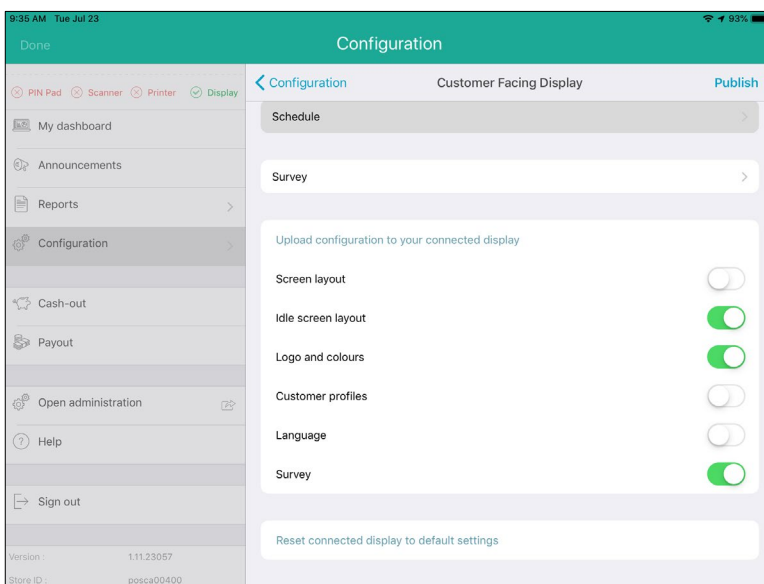 9:35 AM Tue Jul 23
93%
Done
Configuration
PIN Pad Scanner Printer Display
My dashboard
Announcements
Reports
Configuration
Cash-out
Payout
Open administration
Help
Sign out
Version : 1.11.23057
Store ID : posca00400
Configuration
Customer Facing Display
Publish
Schedule
Survey
Upload configuration to your connected display
Screen layout
Idle screen layout
Logo and colours
Customer profiles
Language
Survey
Reset connected display to default settings